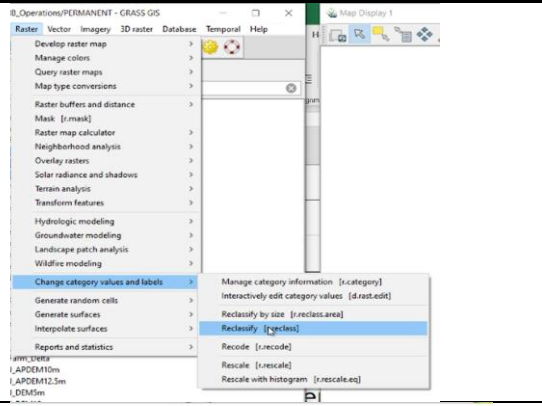 _Operations/PERMANENT - GRASS GIS
Raster Vector Imagery 3D raster Database Temporal Help
Map Display 1
Develop raster map
Manage colors
Query raster maps
Map type conversions
Raster buffers and distance
Mask [r.mask]
Raster map calculator
Neighborhood analysis
Overlay rasters
Solar radiance and shadows
Terrain analysis
Transform features
Hydrologic modeling
Groundwater modeling
Landscape patch analysis
Wildfire modeling
Change category values and labels
Generate random cells
Generate surfaces
Interpolate surfaces
Reports and statistics
Manage category information [r.category]
Interactively edit category values [d.rast.edit]
Reclassify by size [r.reclass.area]
Reclassify [r.reclass]
Recode [r.recode]
Rescale [r.rescale]
Rescale with histogram [r.rescale.eq]
_APDEM10m
_APDEM12.5m
_DEM5m